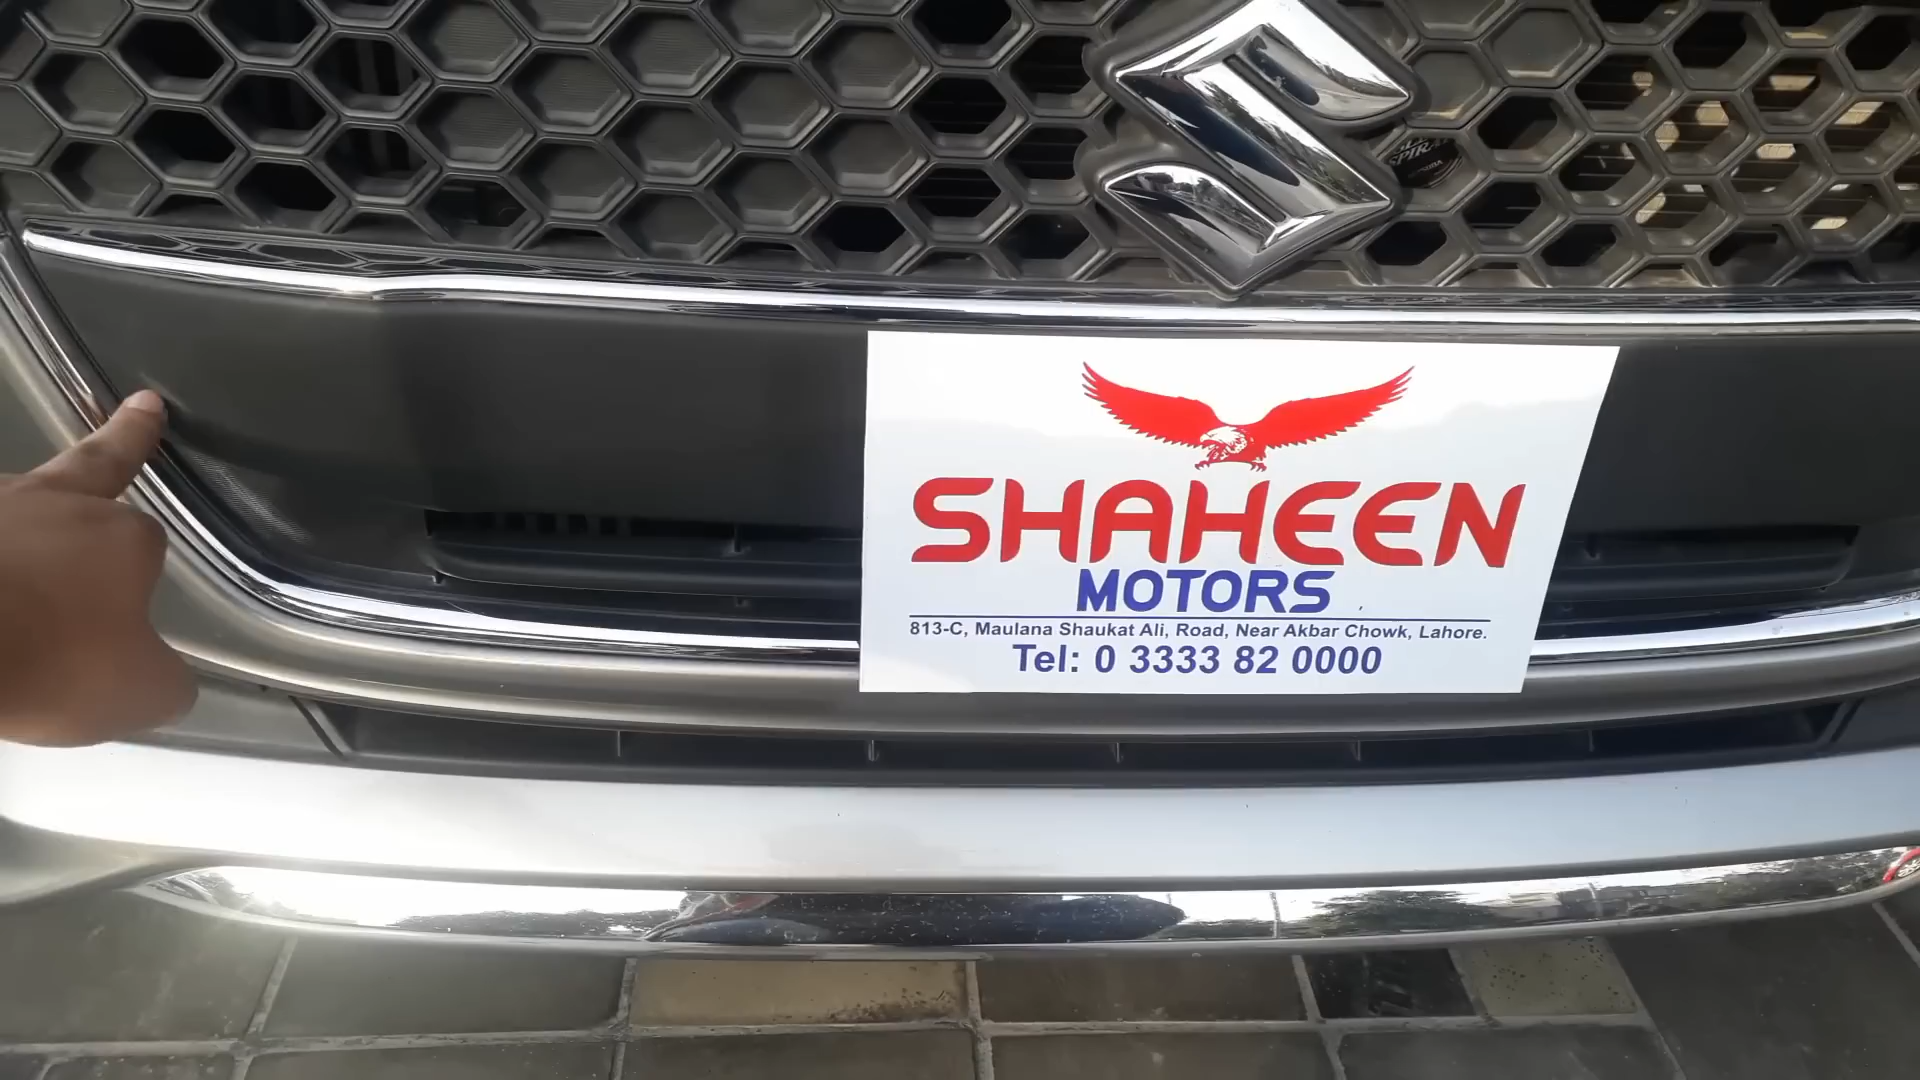 SHAHEEN
MOTORS
813-C, Maulana Shaukat Ali, Road, Near Akbar Chowk, Lahore.
Tel: 0 3333 82 0000